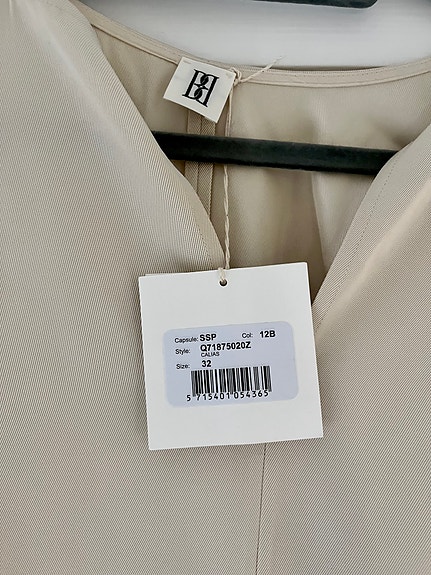 Capsule: SSP Col: 12B
Style: Q71875020Z
CALIAS
Size: 32
5 715401 054365